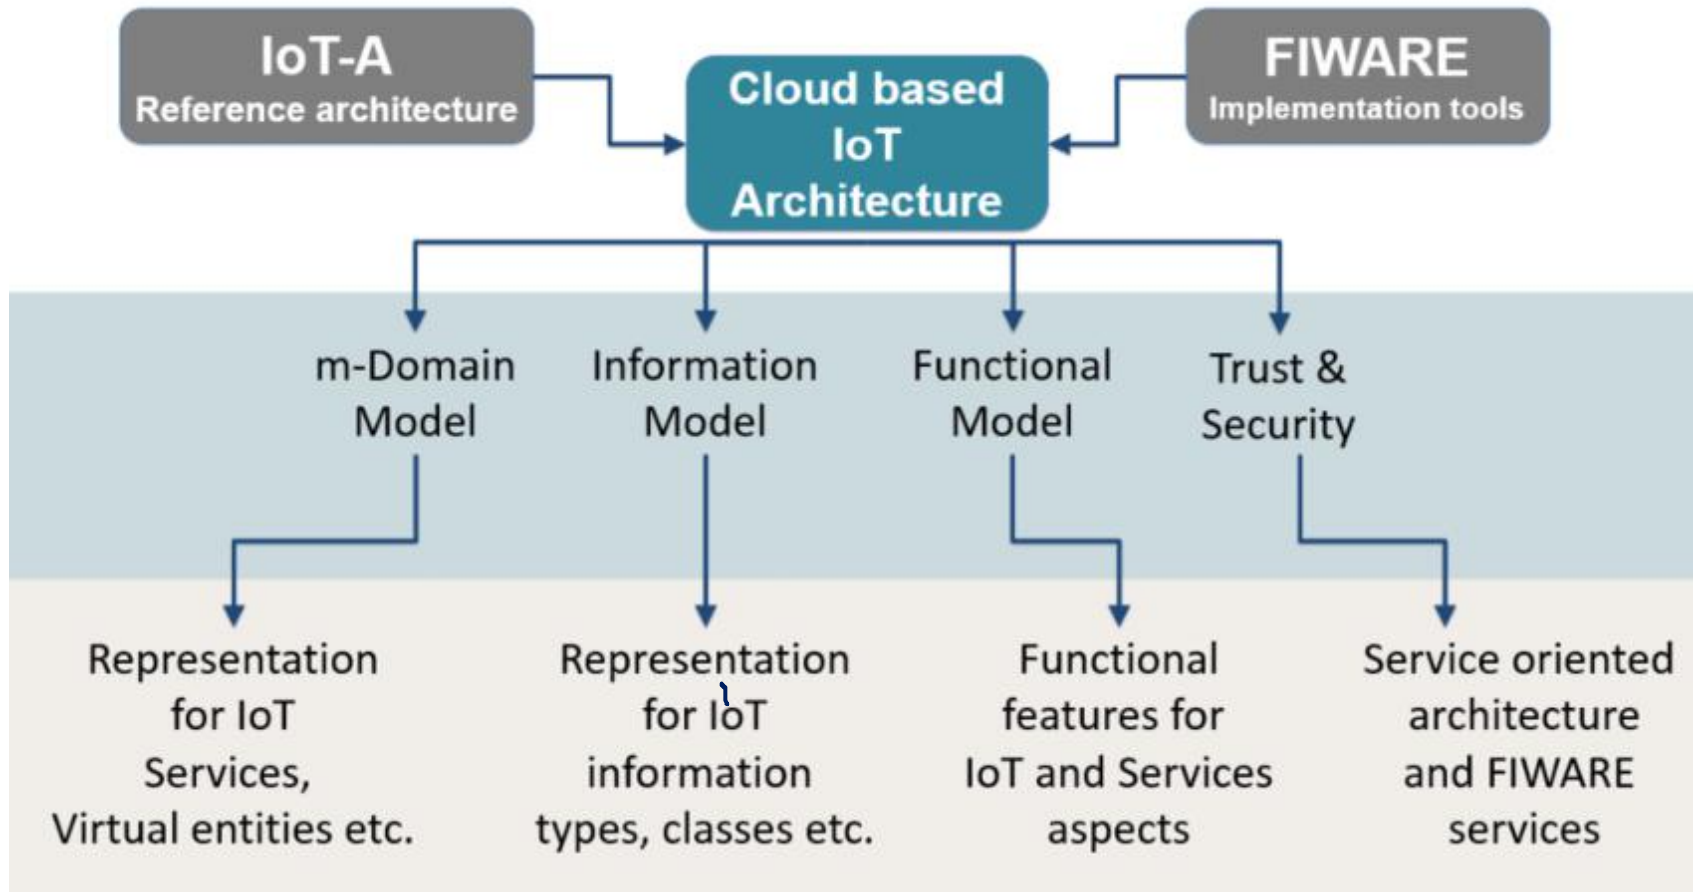 IoT-A
Reference architecture
Cloud based
IoT
Architecture
FIWARE
Implementation tools
m-Domain
Model
Information
Model
Functional
Model
Trust &
Security
Representation
for IoT
Services,
Virtual entities etc.
Representation
for IoT
information
types, classes etc.
Functional
features for
IoT and Services
aspects
Service oriented
architecture
and FIWARE
services